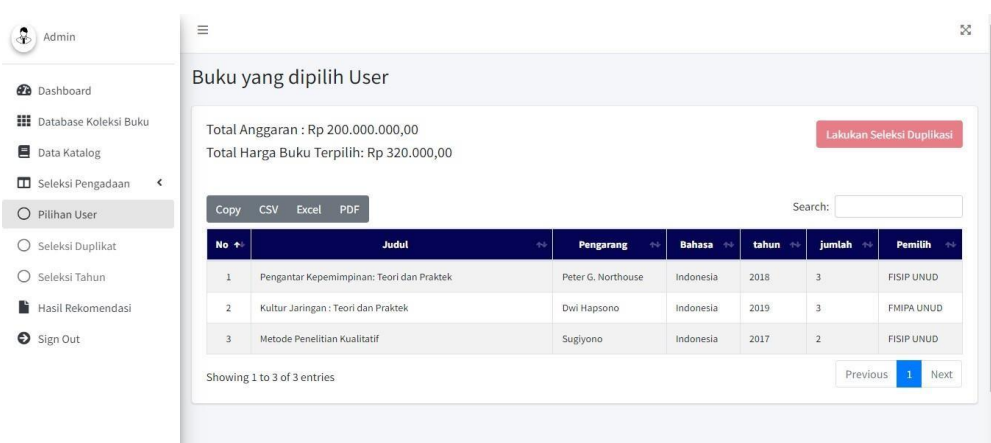 Admin
Dashboard
Database Koleksi Buku
Data Katalog
Seleksi Pengadaan
Pilihan User
Seleksi Duplikat
Seleksi Tahun
Hasil Rekomendasi
Sign Out
Buku yang dipilih User
Total Anggaran : Rp 200.000.000,00
Lakukan Seleksi Duplikasi
Total Harga Buku Terpilih: Rp 320.000,00
Copy CSV Excel PDF Search:
No Judul Pengarang Bahasa tahun jumlah Pemilih
1 Pengantar Kepemimpinan: Teori dan Praktek Peter G. Northouse Indonesia 2018 3 FISIP UNUD
2 Kultur Jaringan : Teori dan Praktek Dwi Hapsono Indonesia 2019 3 FMIPA UNUD
3 Metode Penelitian Kualitatif Sugiyono Indonesia 2017 2 FISIP UNUD
Showing 1 to 3 of 3 entries Previous 1 Next